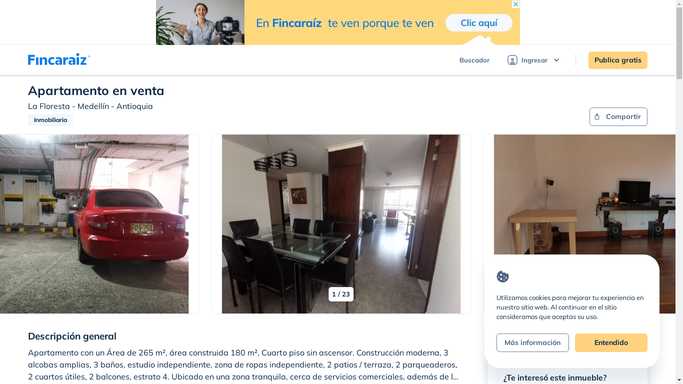 En Fincaraíz te ven porque te ven
Clic aquí
Fincaraíz
Buscador
Ingresar
Publica gratis
Apartamento en venta
La Floresta - Medellín - Antioquia
Inmobiliaria
Compartir
1 / 23
Utilizamos cookies para mejorar tu experiencia en
nuestro sitio web. Al continuar en el sitio
consideramos que aceptas su uso.
Más información
Entendido
Descripción general
Apartamento con un Área de 265 m², área construida 180 m², Cuarto piso sin ascensor. Construcción moderna, 3
alcobas amplias, 3 baños, estudio independiente, zona de ropas independiente, 2 patios / terraza, 2 parqueaderos,
2 cuartos útiles, 2 balcones, estrato 4. Ubicado en una zona tranquila, cerca de servicios comerciales, además de l...
¿Te interesó este inmueble?